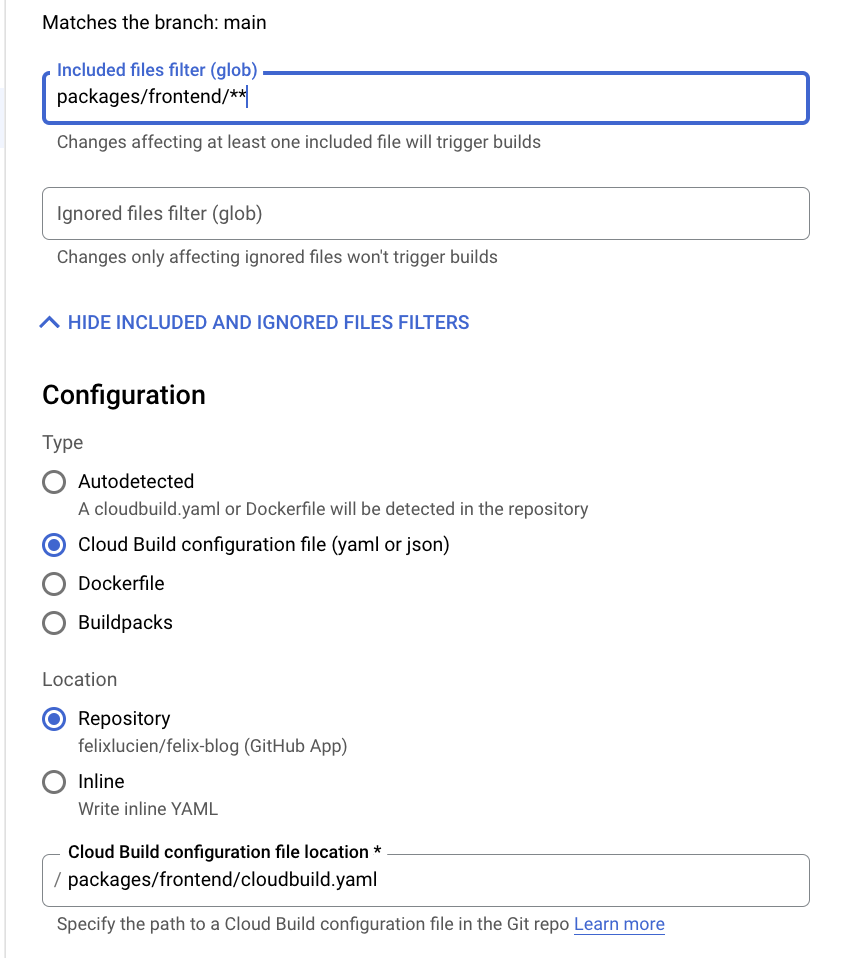 Matches the branch: main
Included files filter (glob)
packages/frontend/**
Changes affecting at least one included file will trigger builds
Ignored files filter (glob)
Changes only affecting ignored files won't trigger builds
HIDE INCLUDED AND IGNORED FILES FILTERS
Configuration
Type
Autodetected
A cloudbuild.yaml or Dockerfile will be detected in the repository
Cloud Build configuration file (yaml or json)
Dockerfile
Buildpacks
Location
Repository
felixlucien/felix-blog (GitHub App)
Inline
Write inline YAML
Cloud Build configuration file location *
/ packages/frontend/cloudbuild.yaml
Specify the path to a Cloud Build configuration file in the Git repo Learn more